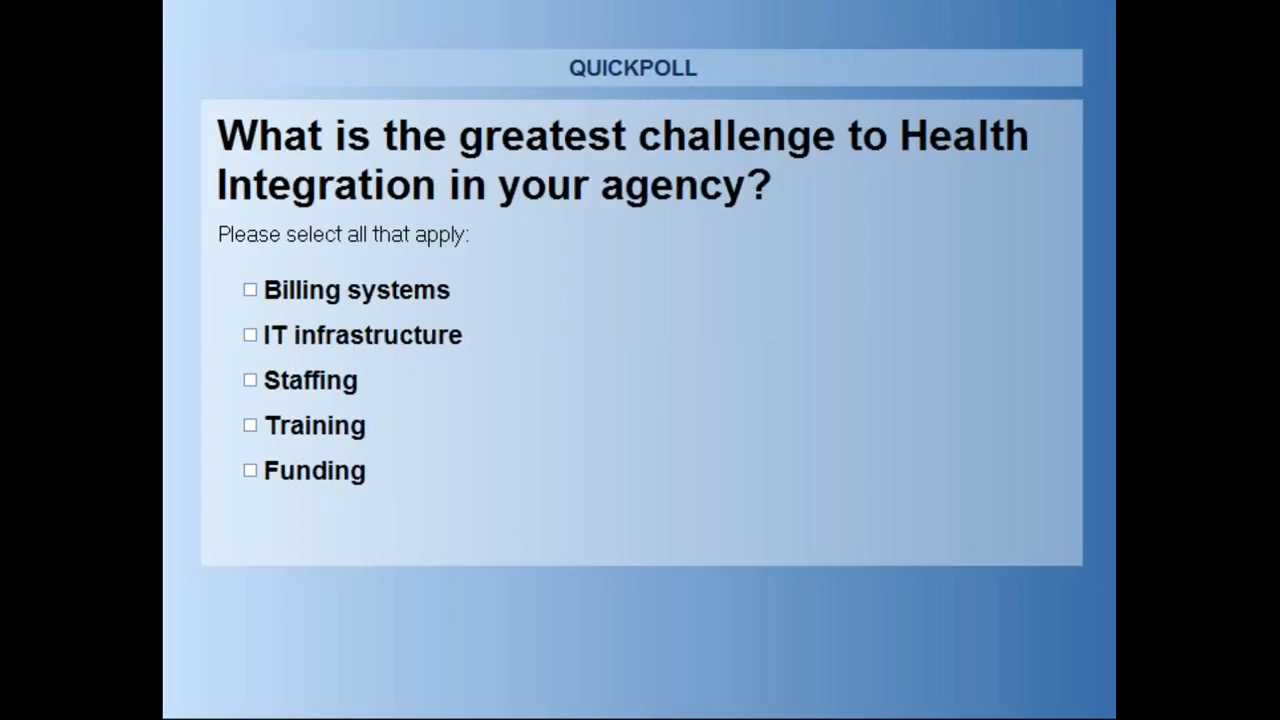 QUICKPOLL
What is the greatest challenge to Health
Integration in your agency?
Please select all that apply:
Billing systems
IT infrastructure
Staffing
Training
Funding